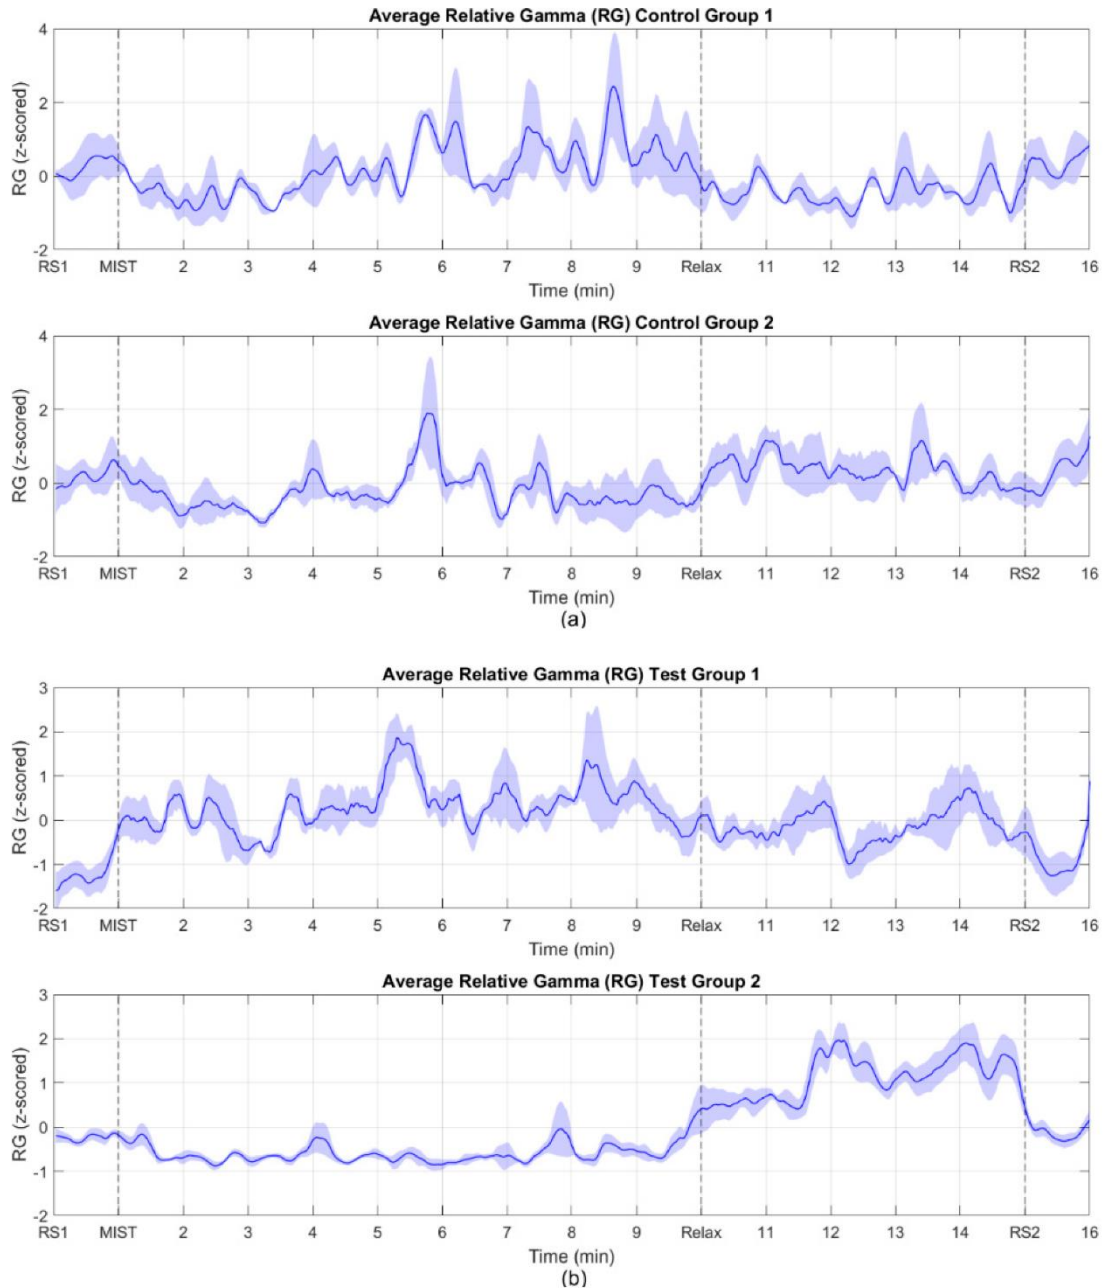 Average Relative Gamma (RG) Control Group 1
RG (z-scored)
4
2
0
-2
RS1 MIST 2 3 4 5 6 7 8 9 Relax 11 12 13 14 RS2 16
Time (min)
Average Relative Gamma (RG) Control Group 2
RG (z-scored)
4
2
0
-2
RS1 MIST 2 3 4 5 6 7 8 9 Relax 11 12 13 14 RS2 16
Time (min)
(a)
Average Relative Gamma (RG) Test Group 1
RG (z-scored)
3
2
1
0
-1
-2
RS1 MIST 2 3 4 5 6 7 8 9 Relax 11 12 13 14 RS2 16
Time (min)
Average Relative Gamma (RG) Test Group 2
RG (z-scored)
3
2
1
0
-1
-2
RS1 MIST 2 3 4 5 6 7 8 9 Relax 11 12 13 14 RS2 16
Time (min)
(b)